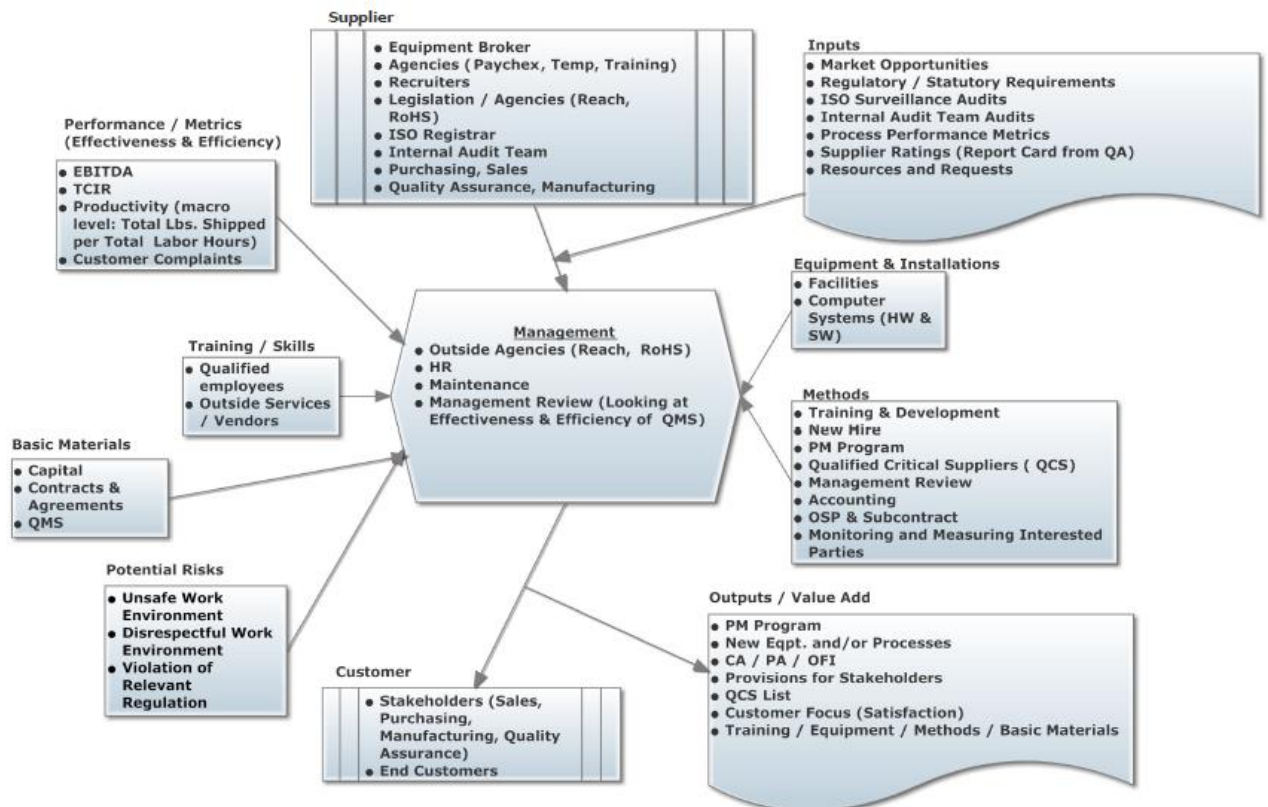 Supplier
• Equipment Broker
• Agencies (Paychex, Temp, Training)
• Recruiters
• Legislation / Agencies (Reach,
RoHS)
• ISO Registrar
• Internal Audit Team
• Purchasing, Sales
• Quality Assurance, Manufacturing
Inputs
• Market Opportunities
• Regulatory / Statutory Requirements
• ISO Surveillance Audits
• Internal Audit Team Audits
• Process Performance Metrics
• Supplier Ratings (Report Card from QA)
• Resources and Requests
Performance / Metrics
(Effectiveness & Efficiency)
• EBITDA
• TCIR
• Productivity (macro
level: Total Lbs. Shipped
per Total Labor Hours)
• Customer Complaints
Equipment & Installations
• Facilities
• Computer
Systems (HW &
SW)
Management
• Outside Agencies (Reach, RoHS)
• HR
• Maintenance
• Management Review (Looking at
Effectiveness & Efficiency of QMS)
Training / Skills
• Qualified
employees
• Outside Services
/ Vendors
Methods
• Training & Development
• New Hire
• PM Program
• Qualified Critical Suppliers ( QCS)
• Management Review
• Accounting
• OSP & Subcontract
• Monitoring and Measuring Interested
Parties
Basic Materials
• Capital
• Contracts &
Agreements
• QMS
Potential Risks
• Unsafe Work
Environment
• Disrespectful Work
Environment
• Violation of
Relevant
Regulation
Customer
• Stakeholders (Sales,
Purchasing,
Manufacturing, Quality
Assurance)
• End Customers
Outputs / Value Add
• PM Program
• New Eqpt. and/or Processes
• CA / PA / OFI
• Provisions for Stakeholders
• QCS List
• Customer Focus (Satisfaction)
• Training / Equipment / Methods / Basic Materials